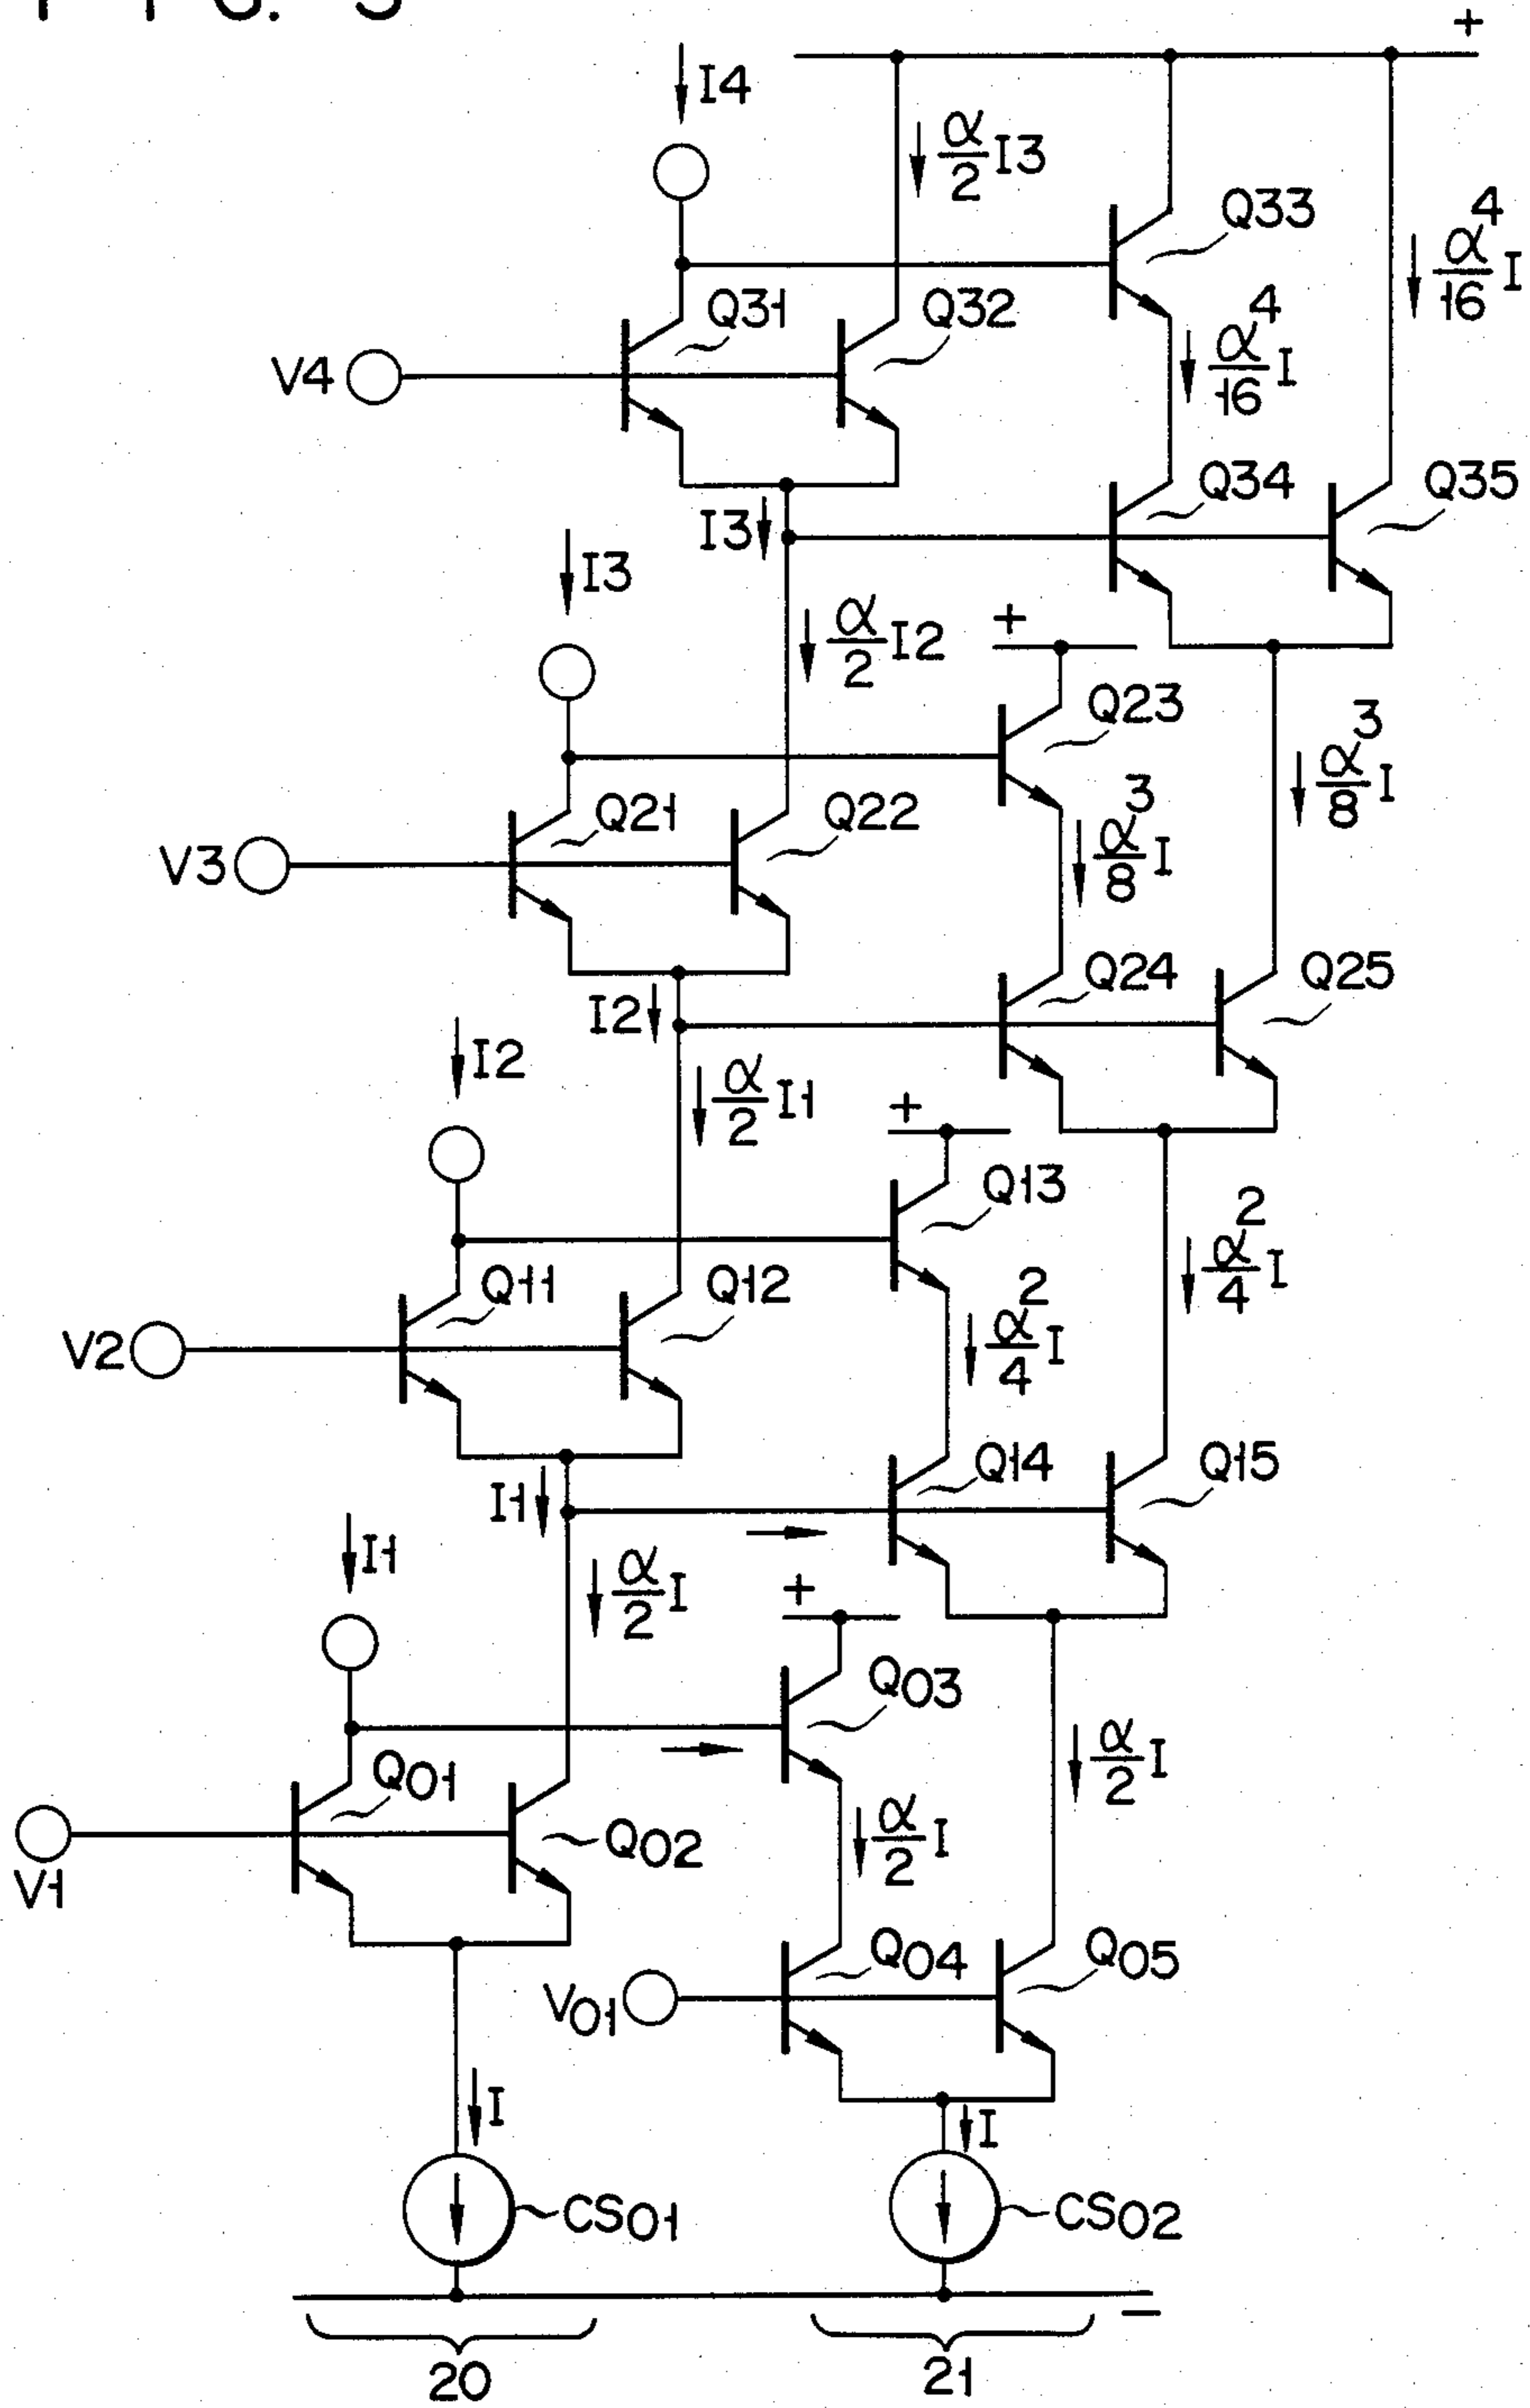 FIG. 5
+
I4
α/2 I3
Q33
α⁴/16 I
Q31
Q32
α⁴/16 I
V4
Q34
Q35
I3
I3
α/2 I2
+
Q23
α³/8 I
Q21
Q22
α³/8 I
V3
Q24
Q25
I2
I2
α/2 I1
+
Q13
α²/4 I
Q11
Q12
α²/4 I
V2
Q14
Q15
I1
I1
α/2 I
+
Q03
α/2 I
Q01
Q02
α/2 I
V1
Q04
Q05
V01
I
I
CS01
CS02
−
20
21